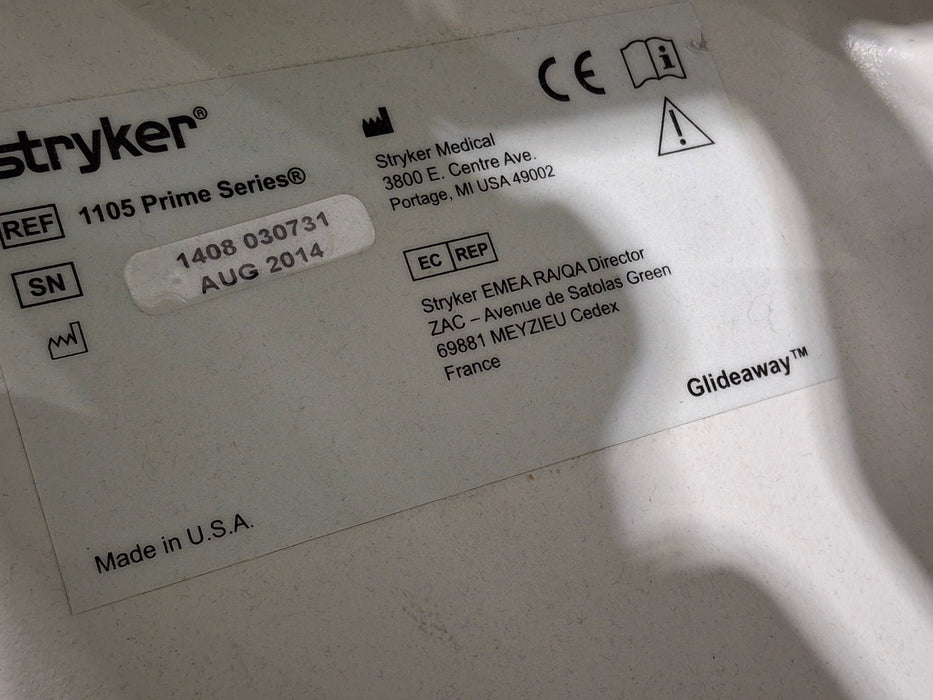 stryker®
REF 1105 Prime Series®
SN 1408 030731
AUG 2014
Stryker Medical
3800 E. Centre Ave.
Portage, MI USA 49002
CE
EC REP
Stryker EMEA RA/QA Director
ZAC – Avenue de Satolas Green
69881 MEYZIEU Cedex
France
Glideaway™
Made in U.S.A.